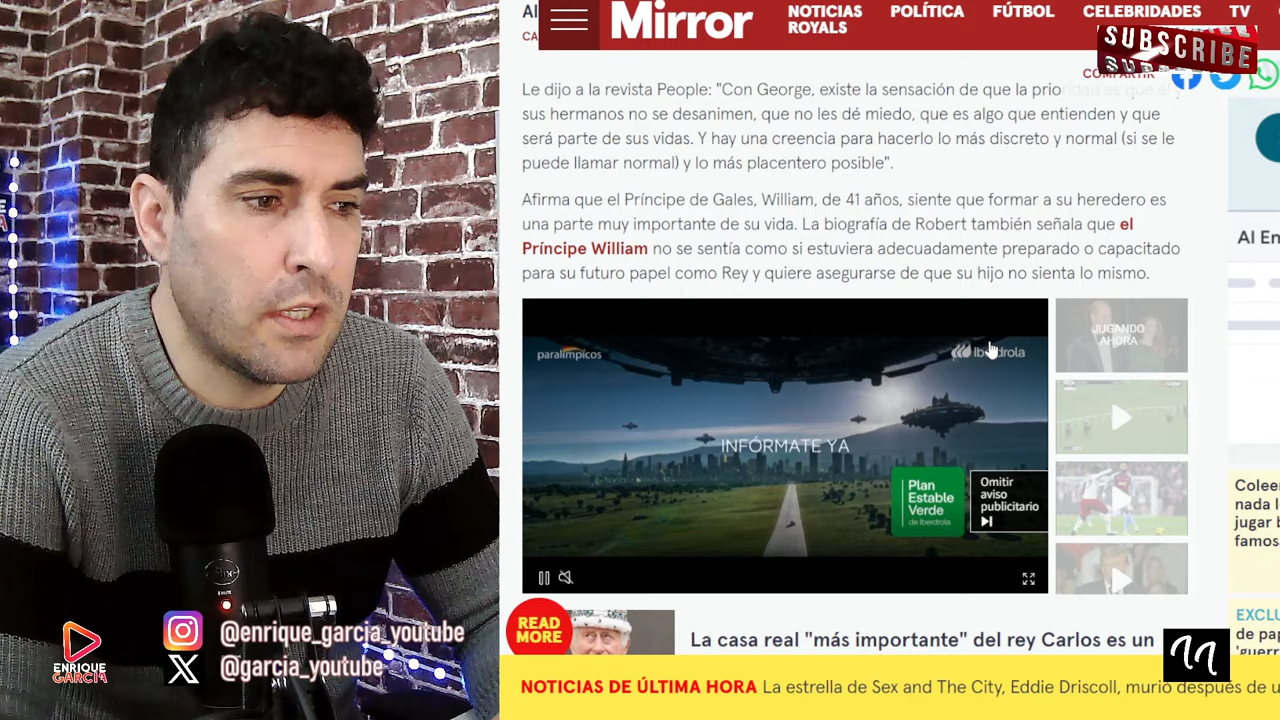 Mirror
NOTICIAS
ROYALS
POLÍTICA
FÚTBOL
CELEBRIDADES
TV
SUBSCRIBE
COMPARTIR
Le dijo a la revista People: "Con George, existe la sensación de que la prioridad es que él y
sus hermanos no se desanimen, que no les dé miedo, que es algo que entienden y que
será parte de sus vidas. Y hay una creencia para hacerlo lo más discreto y normal (si se le
puede llamar normal) y lo más placentero posible".
Afirma que el Príncipe de Gales, William, de 41 años, siente que formar a su heredero es
una parte muy importante de su vida. La biografía de Robert también señala que el
Príncipe William no se sentía como si estuviera adecuadamente preparado o capacitado
para su futuro papel como Rey y quiere asegurarse de que su hijo no sienta lo mismo.
Al En
paralímpicos
Iberdrola
INFÓRMATE YA
Plan
Estable
Verde
de Iberdrola
Omitir
aviso
publicitario
JUGANDO
AHORA
Coleen
nada l
jugar b
famos
EXCLU
de pap
'guerr
READ
MORE
La casa real "más importante" del rey Carlos es un
NOTICIAS DE ÚLTIMA HORA La estrella de Sex and The City, Eddie Driscoll, murió después de u
ENRIQUE
GARCIA
@enrique_garcia_youtube
@garcia_youtube